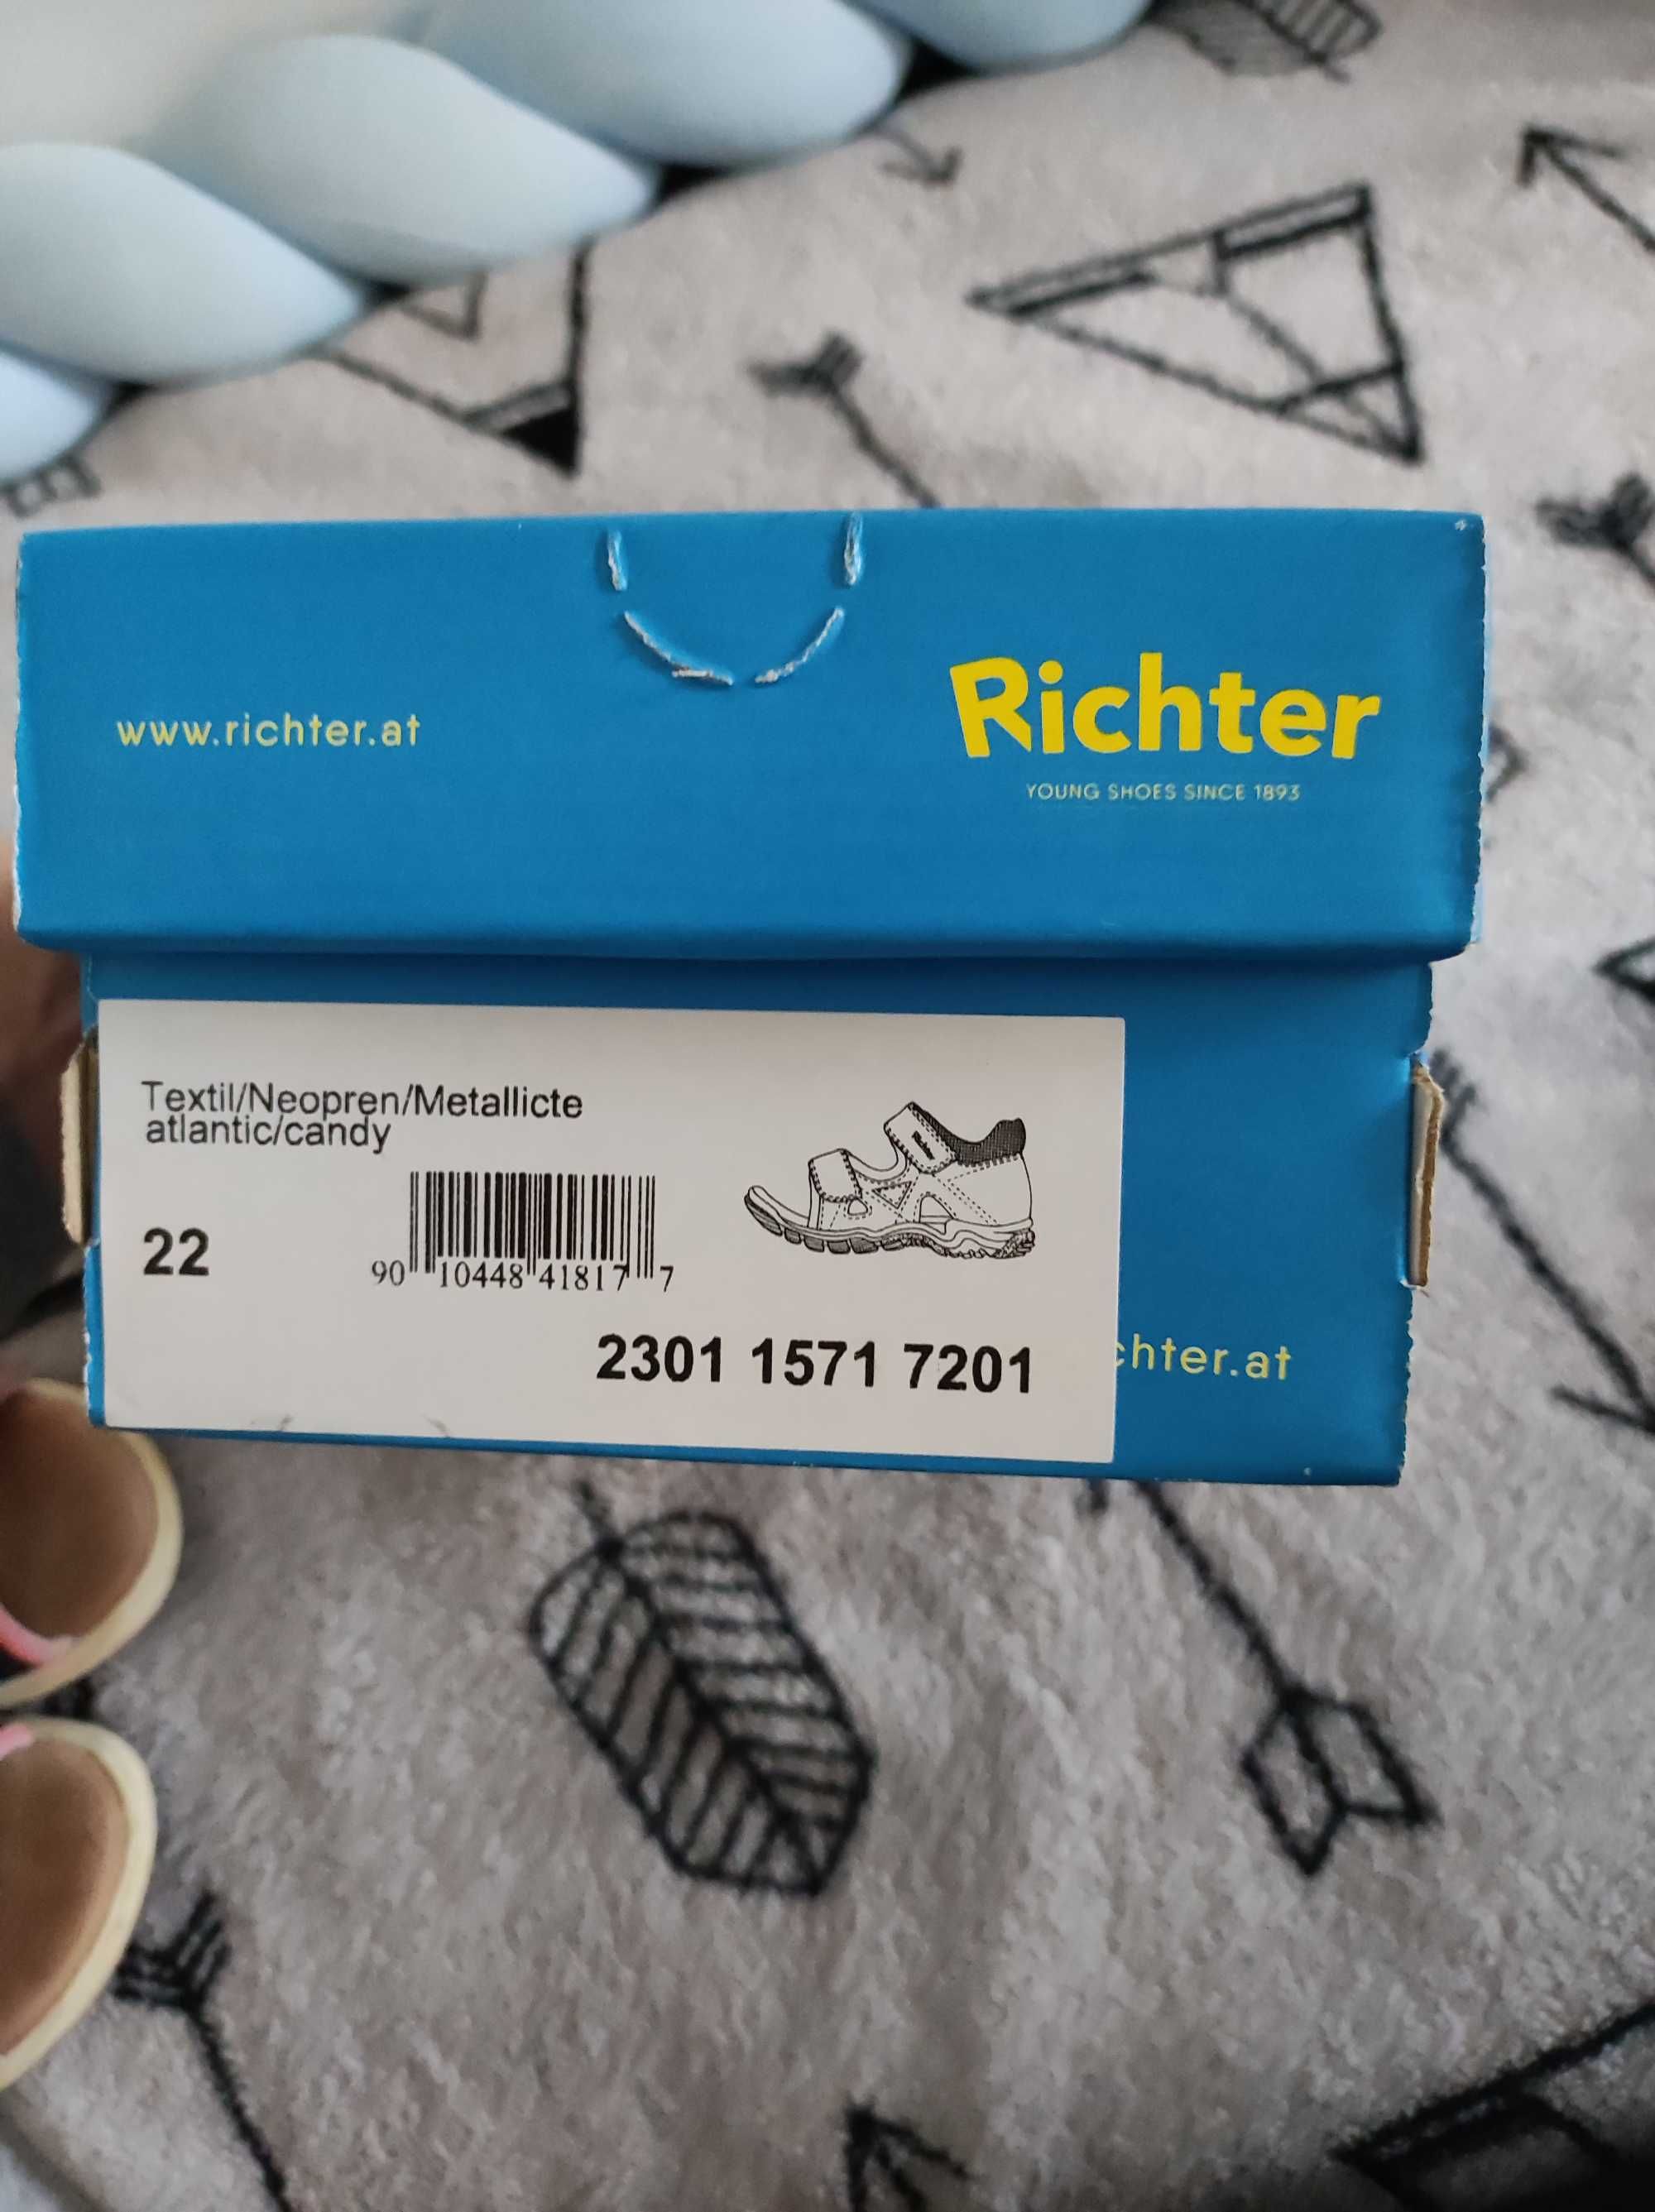 www.richter.at
Richter
YOUNG SHOES SINCE 1893
Textil/Neopren/Metallicte
atlantic/candy
22
90 10448 41817 7
2301 1571 7201
chter.at
Richter